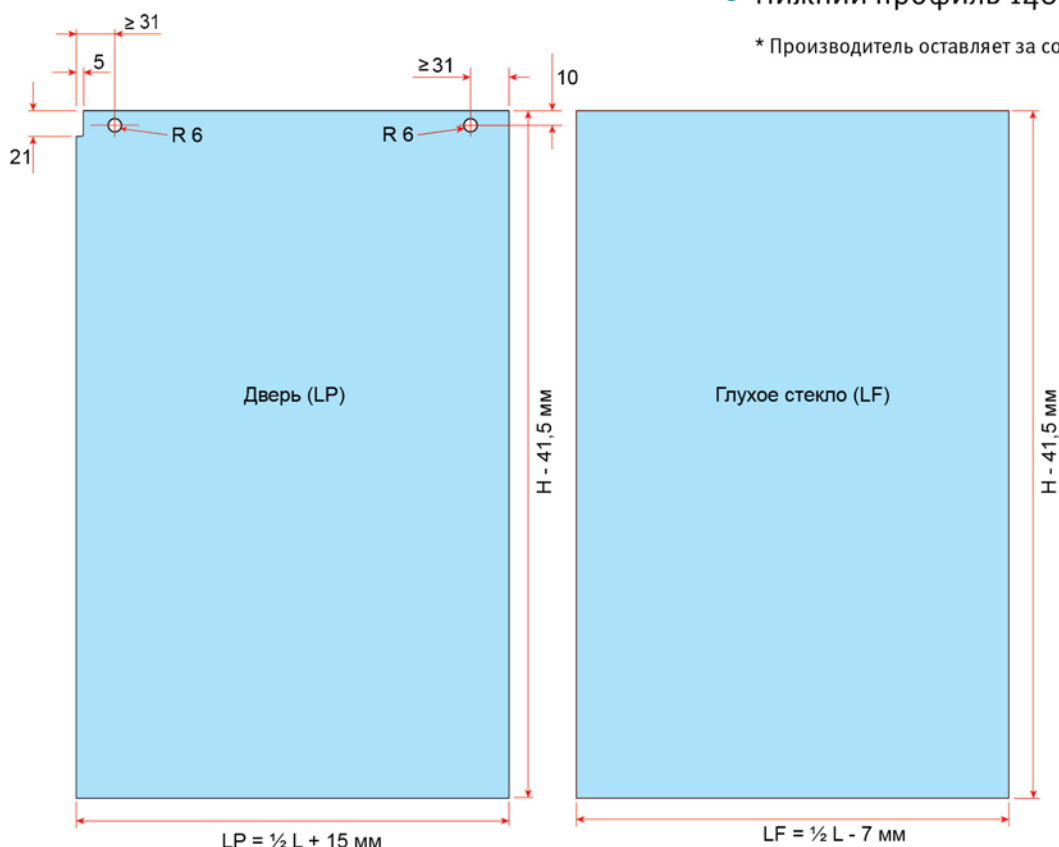 Нижний профиль 140
* Производитель оставляет за со
≥ 31
5
≥31
10
21
R 6
R 6
Дверь (LP)
Глухое стекло (LF)
H - 41,5 мм
H - 41,5 мм
LP = ½ L + 15 мм
LF = ½ L - 7 мм